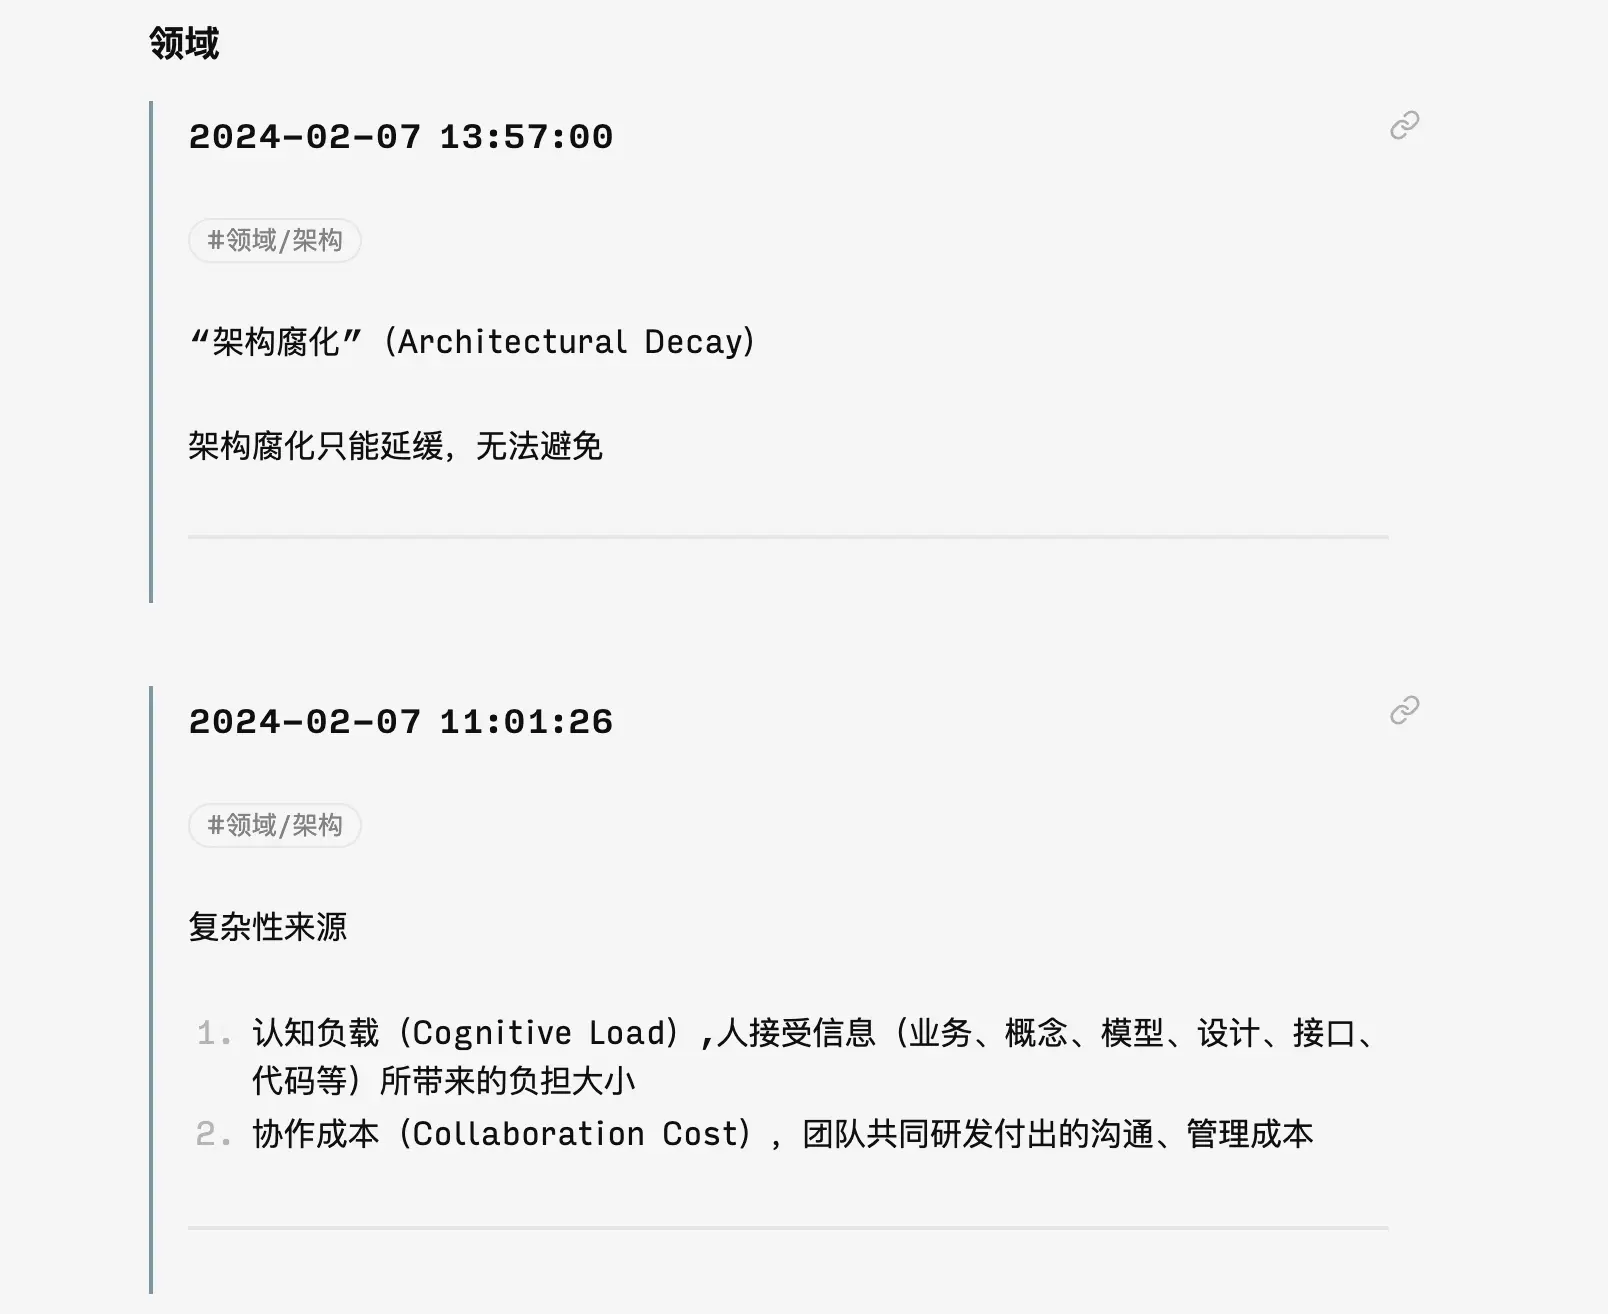 领域
2024-02-07 13:57:00
#领域/架构
“架构腐化”（Architectural Decay）
架构腐化只能延缓，无法避免
2024-02-07 11:01:26
#领域/架构
复杂性来源
1. 认知负载（Cognitive Load）,人接受信息（业务、概念、模型、设计、接口、
代码等）所带来的负担大小
2. 协作成本（Collaboration Cost），团队共同研发付出的沟通、管理成本